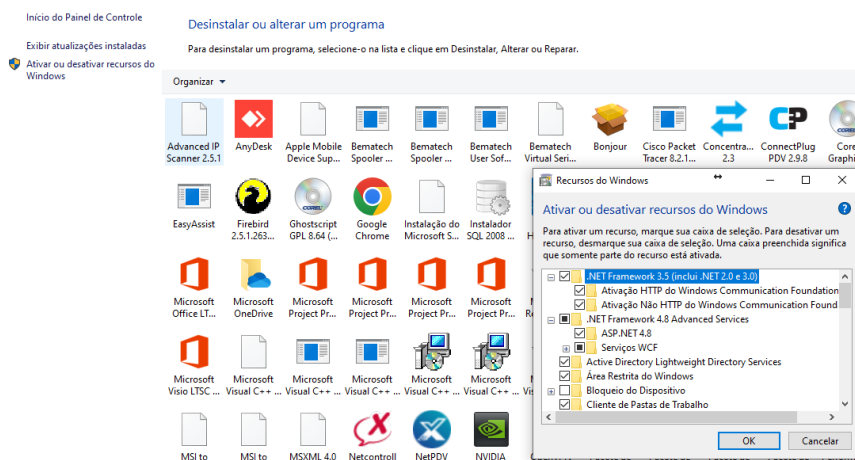 Início do Painel de Controle
Exibir atualizações instaladas
Ativar ou desativar recursos do
Windows
Desinstalar ou alterar um programa
Para desinstalar um programa, selecione-o na lista e clique em Desinstalar, Alterar ou Reparar.
Organizar
Advanced IP
Scanner 2.5.1
AnyDesk
Apple Mobile
Device Sup...
Bematech
Spooler ...
Bematech
Spooler ...
Bematech
User Sof...
Bematech
Virtual Seri...
Bonjour
Cisco Packet
Tracer 8.2.1...
Concentra...
2.3
ConnectPlug
PDV 2.9.8
COREL
Core
Graphi
EasyAssist
Firebird
2.5.1.263...
COREL
Ghostscript
GPL 8.64 (...
Google
Chrome
Instalação do
Microsoft S...
Instalador
SQL 2008 ...
H
Microsoft
Office LT...
Microsoft
OneDrive
Microsoft
Project Pr...
Microsoft
Project Pr...
Microsoft
Project Pr...
Microsoft
Project Pr...
Microsoft
Visio LTSC ...
Microsoft
Visual C++ ...
Microsoft
Visual C++ ...
Microsoft
Visual C++ ...
Microsoft
Visual C++ ...
Microsoft
Visual C++ ...
MSI to
MSI to
MSXML 4.0
Netcontroll
NetPDV
NVIDIA
Recursos do Windows
Ativar ou desativar recursos do Windows
Para ativar um recurso, marque sua caixa de seleção. Para desativar um
recurso, desmarque sua caixa de seleção. Uma caixa preenchida significa
que somente parte do recurso está ativada.
.NET Framework 3.5 (inclui .NET 2.0 e 3.0)
Ativação HTTP do Windows Communication Foundation
Ativação Não HTTP do Windows Communication Found
.NET Framework 4.8 Advanced Services
ASP.NET 4.8
Serviços WCF
Active Directory Lightweight Directory Services
Área Restrita do Windows
Bloqueio do Dispositivo
Cliente de Pastas de Trabalho
OK
Cancelar